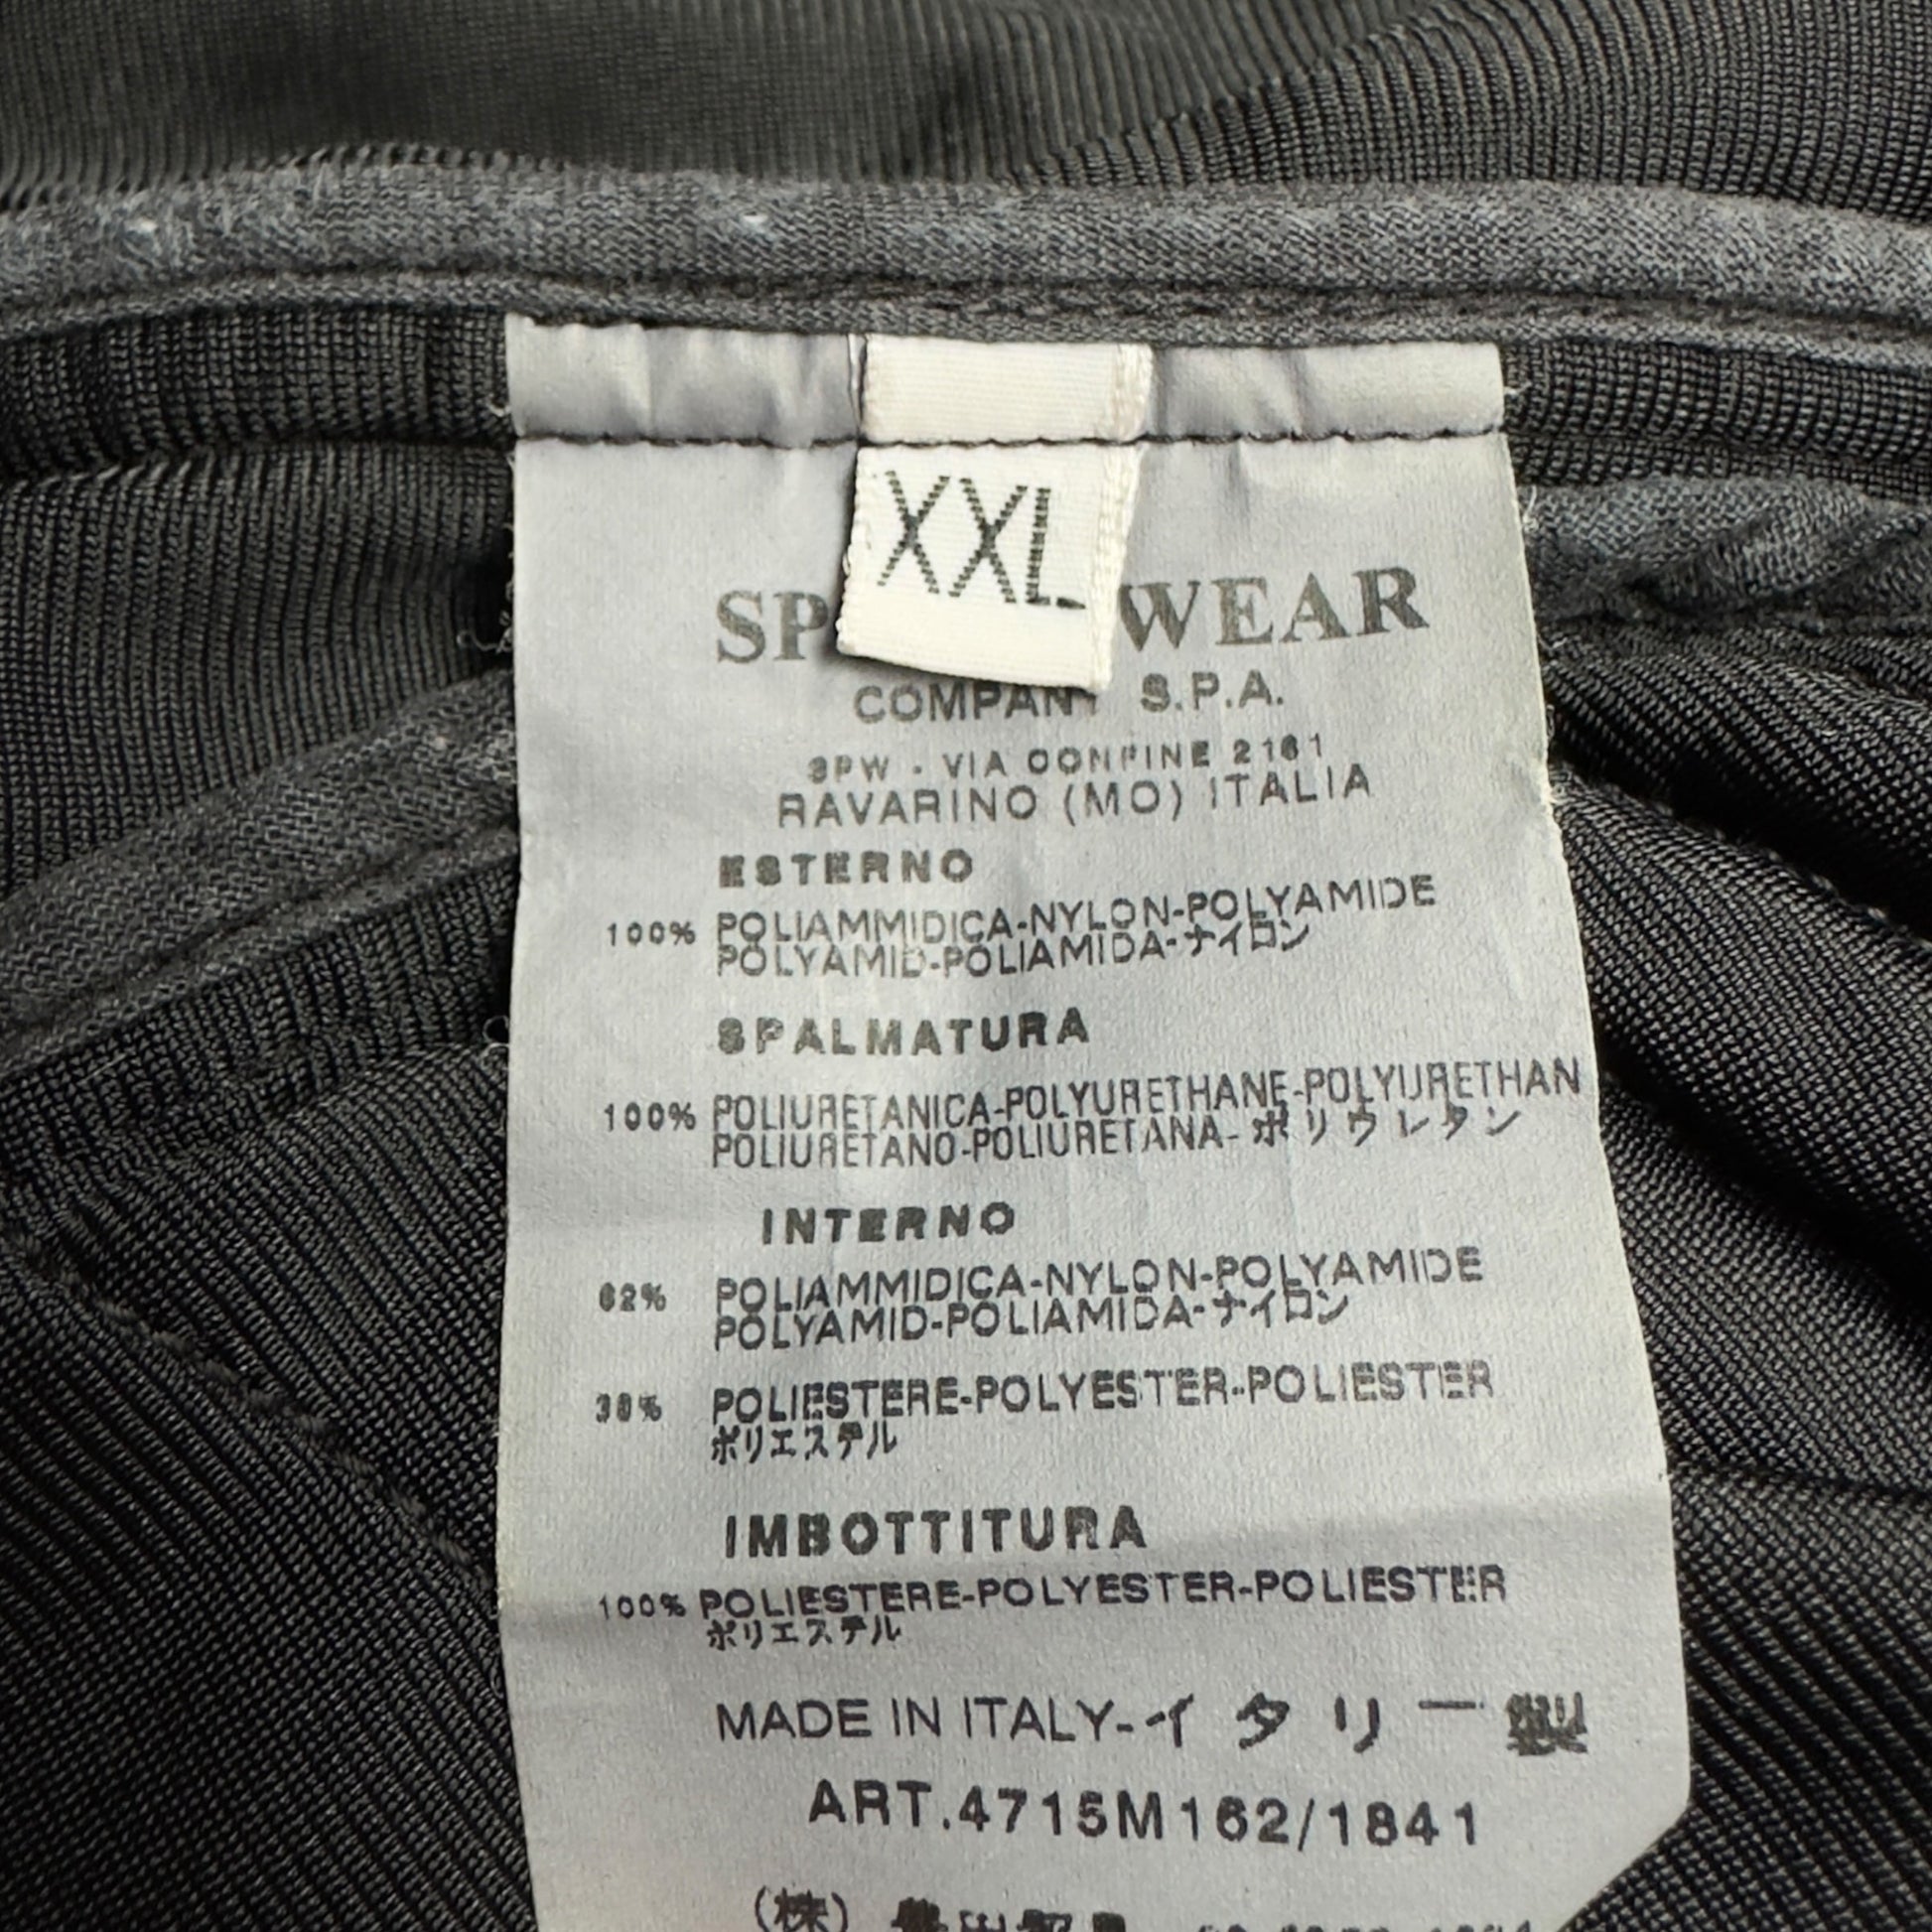 XXL
SP WEAR
COMPANY S.P.A.
SPW - VIA CONFINE 2161
RAVARINO (MO) ITALIA
ESTERNO
100% POLIAMMIDICA-NYLON-POLYAMIDE
POLYAMID-POLIAMIDA-ナイロン
SPALMATURA
100% POLIURETANICA-POLYURETHANE-POLYURETHAN
POLIURETANO-POLIURETANA-ポリウレタン
INTERNO
62% POLIAMMIDICA-NYLON-POLYAMIDE
POLYAMID-POLIAMIDA-ナイロン
38% POLIESTERE-POLYESTER-POLIESTER
ポリエステル
IMBOTTITURA
100% POLIESTERE-POLYESTER-POLIESTER
ポリエステル
MADE IN ITALY-イタリー製
ART.4715M162/1841
(株)